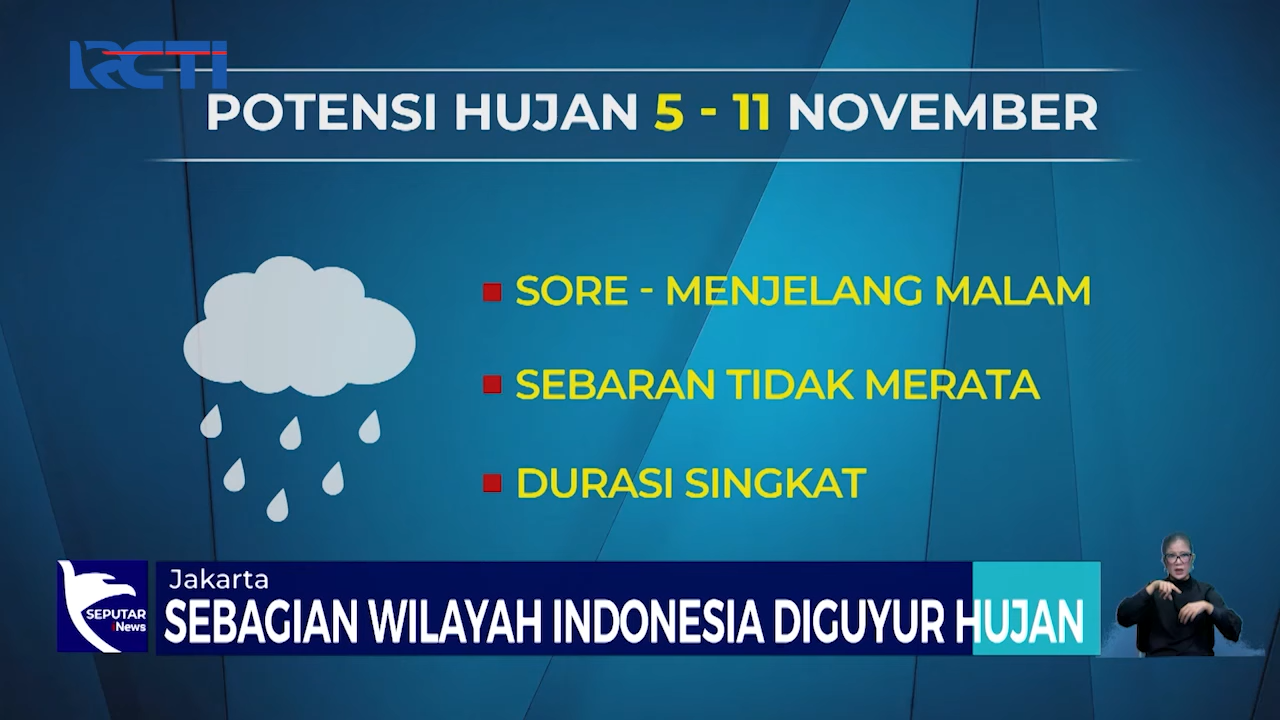 RCTI
POTENSI HUJAN 5 - 11 NOVEMBER
SORE - MENJELANG MALAM
SEBARAN TIDAK MERATA
DURASI SINGKAT
Jakarta
SEBAGIAN WILAYAH INDONESIA DIGUYUR HUJAN
SEPUTAR
iNews